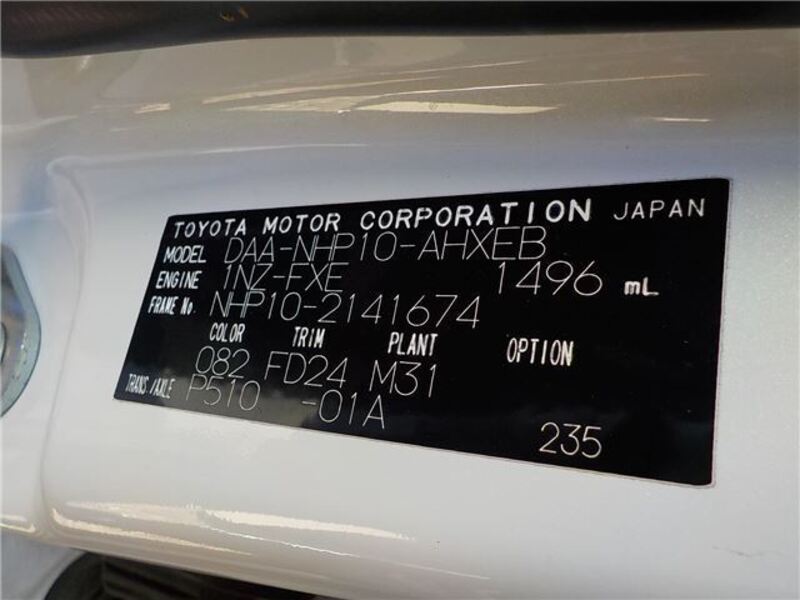 TOYOTA MOTOR CORPORATION JAPAN
MODEL DAA-NHP10-AHXEB
ENGINE 1NZ-FXE 1496 mL
FRAME No. NHP10-2141674
COLOR TRIM PLANT OPTION
082 FD24 M31
TRANS./AXLE P510 -01A
235